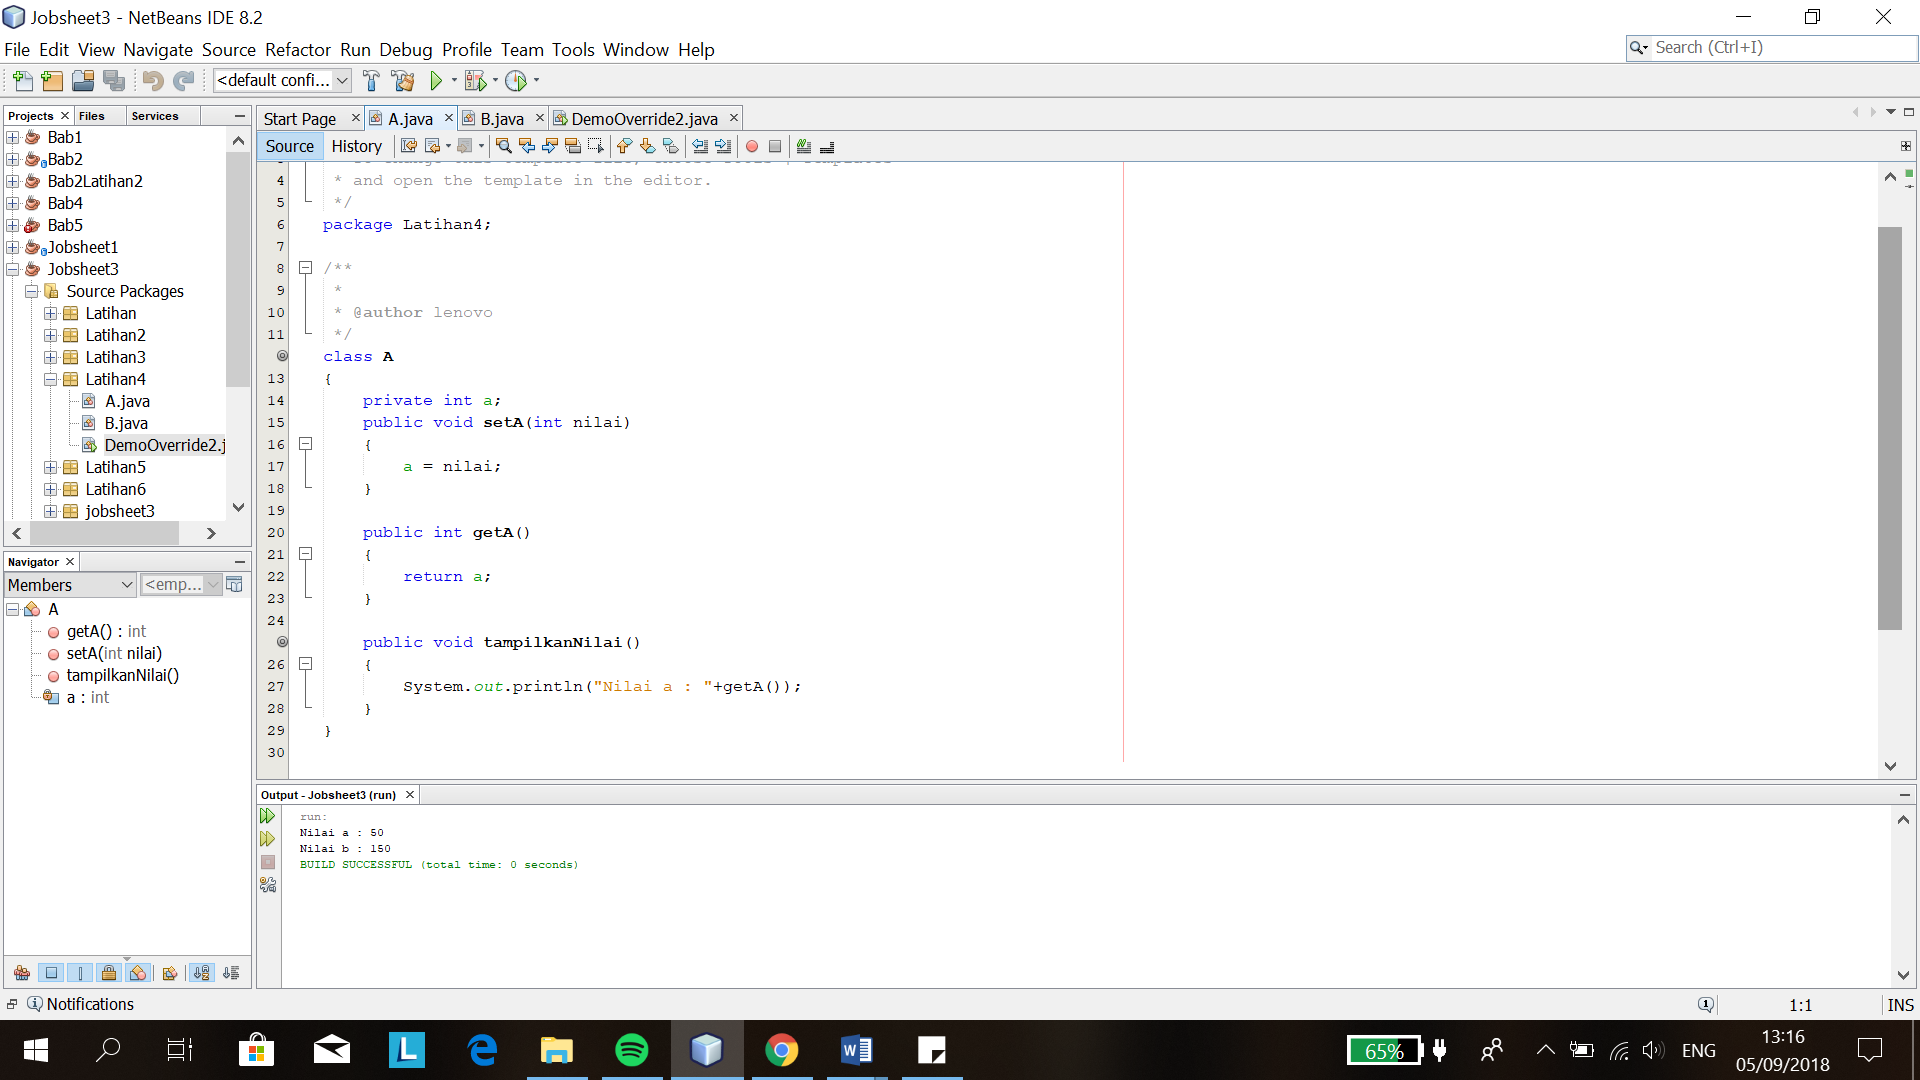 Jobsheet3 - NetBeans IDE 8.2
File Edit View Navigate Source Refactor Run Debug Profile Team Tools Window Help
Search (Ctrl+I)
<default confi...
Projects Files Services
Bab1
Bab2
Bab2Latihan2
Bab4
Bab5
Jobsheet1
Jobsheet3
Source Packages
Latihan
Latihan2
Latihan3
Latihan4
A.java
B.java
DemoOverride2.j
Latihan5
Latihan6
jobsheet3
Navigator
Members <emp...
A
getA() : int
setA(int nilai)
tampilkanNilai()
a : int
Start Page A.java B.java DemoOverride2.java
Source History
4 * and open the template in the editor.
5 */
6 package Latihan4;
7
8 /**
9 *
10 * @author lenovo
11 */
class A
13 {
14 private int a;
15 public void setA(int nilai)
16 {
17 a = nilai;
18 }
19
20 public int getA()
21 {
22 return a;
23 }
24
public void tampilkanNilai()
26 {
27 System.out.println("Nilai a : "+getA());
28 }
29 }
30
Output - Jobsheet3 (run)
run:
Nilai a : 50
Nilai b : 150
BUILD SUCCESSFUL (total time: 0 seconds)
Notifications
1:1 INS
65% ENG
13:16
05/09/2018